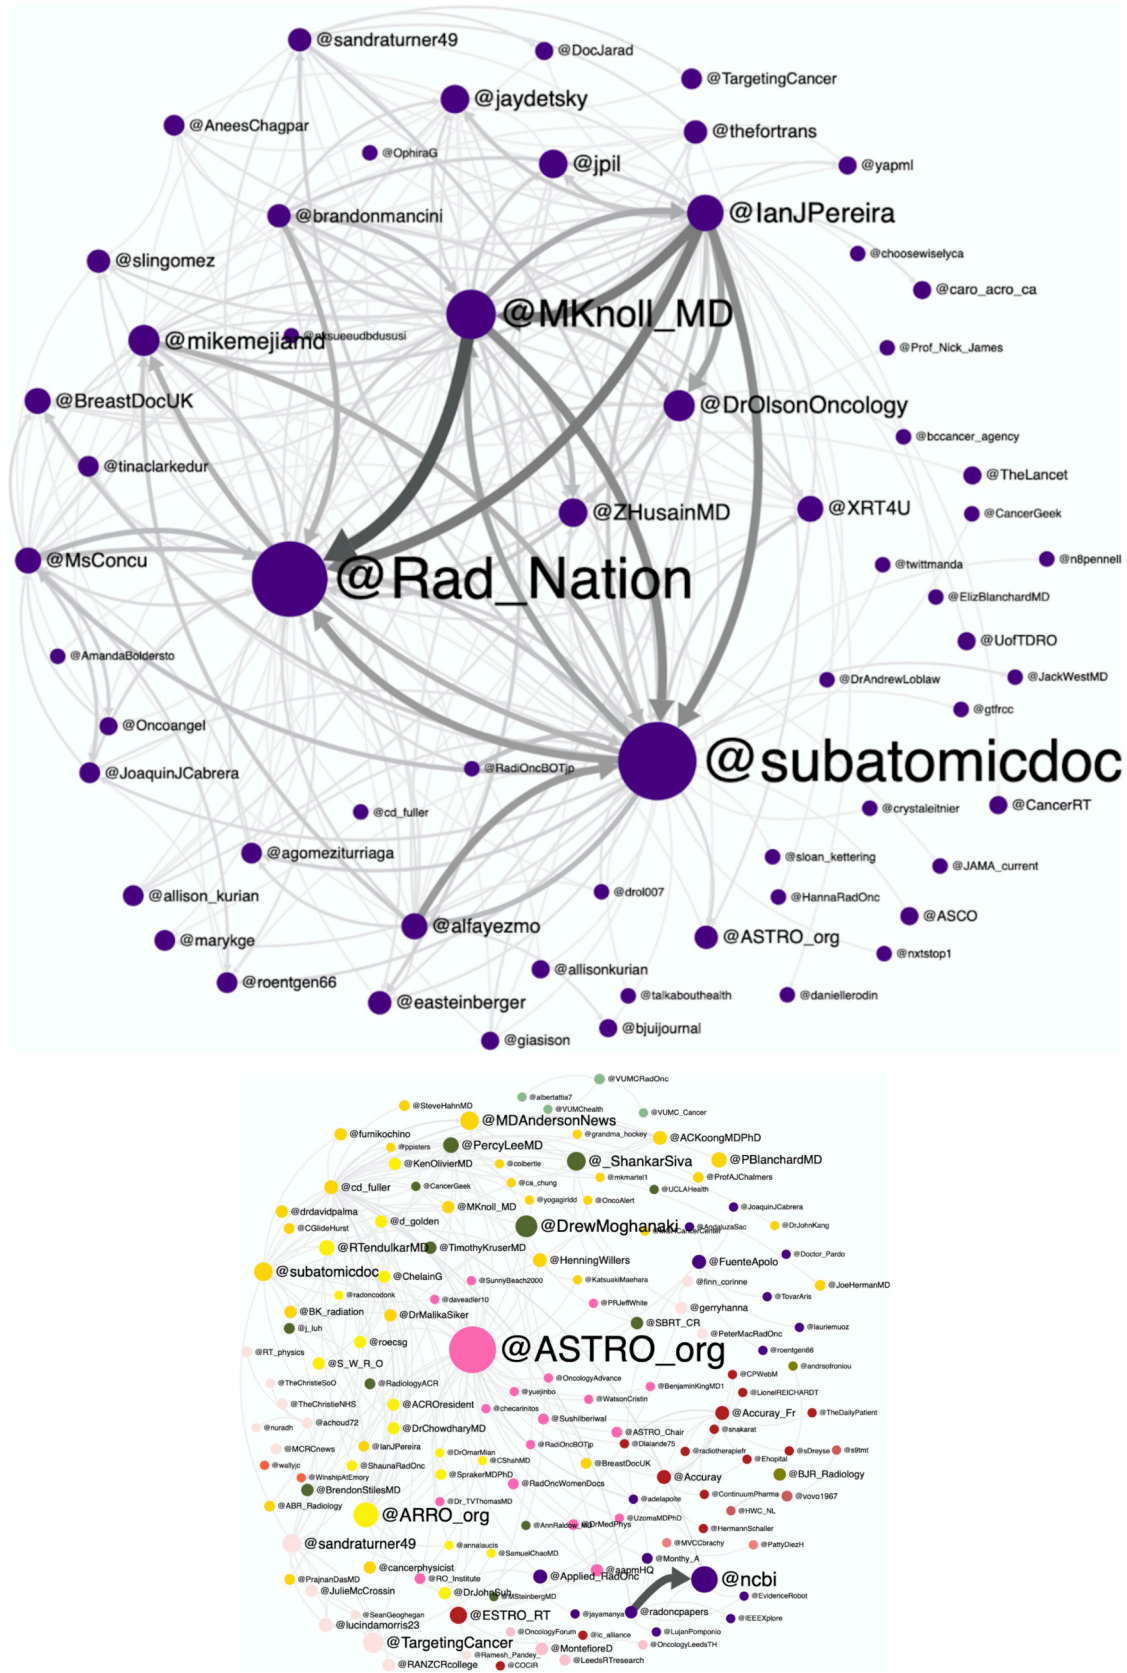 @sandraturner49
@DocJarad
@TargetingCancer
@jaydetsky
@AneesChagpar
@thefortrans
@OphiraG
@jpil
@yapml
@brandonmancini
@IanJPereira
@slingomez
@choosewiselyca
@caro_acro_ca
@MKnoll_MD
@mikemejiamd
@Prof_Nick_James
@BreastDocUK
@DrOlsonOncology
@bccancer_agency
@tinaclarkedur
@TheLancet
@ZHusainMD
@XRT4U
@CancerGeek
@MsConcu
@twittmanda
@n8pennell
@Rad_Nation
@ElizBlanchardMD
@UofTDRO
@AmandaBoldersto
@DrAndrewLoblaw
@JackWestMD
@gtfrcc
@Oncoangel
@subatomicdoc
@JoaquinJCabrera
@RadiOncBOTjp
@cd_fuller
@crystaleitnier
@CancerRT
@agomeziturriaga
@sloan_kettering
@JAMA_current
@allison_kurian
@drol007
@HannaRadOnc
@ASCO
@alfayezmo
@marykge
@ASTRO_org
@nxtstop1
@roentgen66
@allisonkurian
@easteinberger
@talkabouthealth
@daniellerodin
@giasison
@bjuijournal
@VUMCRadOnc
@albertattia7
@SteveHahnMD
@VUMChealth
@VUMC_Cancer
@MDAndersonNews
@fumikochino
@grandma_hockey
@ACKoongMDPhD
@ppisters
@PercyLeeMD
@KenOlivierMD
@colbertle
@_ShankarSiva
@PBlanchardMD
@mkmartel1
@ProfAJChalmers
@cd_fuller
@CancerGeek
@ca_chung
@UCLAHealth
@yogagirldd
@OncoAlert
@MKnoll_MD
@JoaquinJCabrera
@drdavidpalma
@d_golden
@CGlideHurst
@DrewMoghanaki
@AndaluzaSac
@DrJohnKang
@RTendulkarMD
@TimothyKruserMD
@HenningWillers
@FuenteApolo
@Doctor_Pardo
@subatomicdoc
@ChelainG
@SunnyBeach2000
@KatsuakiMaehara
@finn_corinne
@JoeHermanMD
@radoncodonk
@daveadler10
@PRJeffWhite
@TovarAris
@BK_radiation
@DrMalikaSiker
@gerryhanna
@SBRT_CR
@j_luh
@PeterMacRadOnc
@lauriemuoz
@roecsg
@ASTRO_org
@roentgen66
@RT_physics
@S_W_R_O
@andrsofroniou
@CPWebM
@TheChristieSoO
@RadiologyACR
@OncologyAdvance
@BenjaminKingMD1
@yuejinbo
@LionelREICHARDT
@TheChristieNHS
@ACROresident
@checarinitos
@WatsonCristin
@Accuray_Fr
@TheDailyPatient
@achoud72
@Sushilberiwal
@nuradh
@DrChowdharyMD
@ASTRO_Chair
@snakarat
@MCRCnews
@IanJPereira
@RadiOncBOTjp
@Dlalande75
@radiotherapiefr
@sDreyse
@s9tmt
@DrOmarMian
@CShahMD
@Ehopital
@wallyjc
@ShaunaRadOnc
@BreastDocUK
@WinshipAtEmory
@SprakerMDPhD
@Accuray
@BJR_Radiology
@BrendonStilesMD
@RadOncWomenDocs
@ContinuumPharma
@vovo1967
@ABR_Radiology
@Dr_TVThomasMD
@adelapoite
@HWC_NL
@ARRO_org
@UzomaMDPhD
@AnnRaldow_MD
@DrMedPhys
@HermannSchaller
@sandraturner49
@annalaucis
@MVCCbrachy
@PattyDiezH
@SamuelChaoMD
@Monthy_A
@cancerphysicist
@aapmHQ
@PrajnanDasMD
@RO_Institute
@Applied_RadOnc
@ncbi
@JulieMcCrossin
@DrJohnSuh
@MSteinbergMD
@EvidenceRobot
@SeanGeoghegan
@ESTRO_RT
@jayamanya
@radoncpapers
@IEEEXplore
@lucindamorris23
@OncologyForum
@ic_alliance
@LujanPomponio
@TargetingCancer
@MontefioreD
@OncologyLeedsTH
@Ramesh_Pandey_
@LeedsRTresearch
@RANZCRcollege
@COCIR